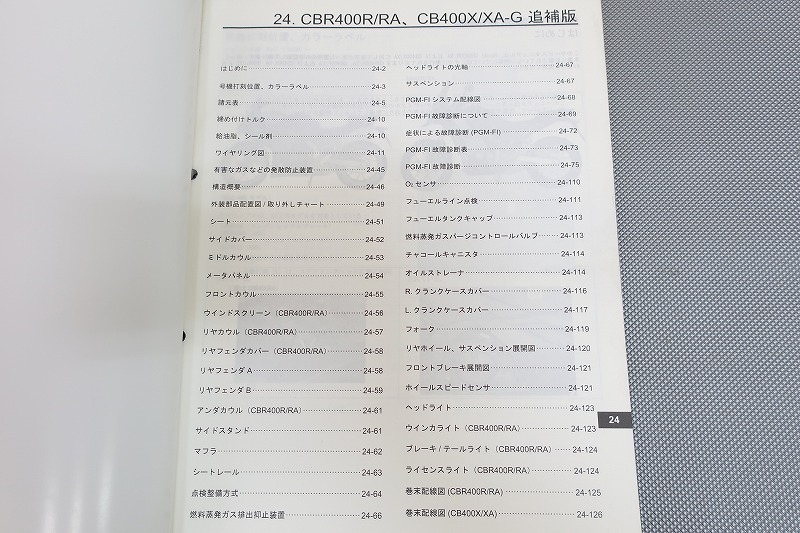 24. CBR400R/RA、CB400X/XA-G 追補版
はじめに 24-2
号機打刻位置、カラーラベル 24-3
諸元表 24-5
締め付けトルク 24-10
給油脂、シール剤 24-10
ワイヤリング図 24-11
有害なガスなどの発散防止装置 24-45
構造概要 24-46
外装部品配置図 / 取り外しチャート 24-49
シート 24-51
サイドカバー 24-52
ミドルカウル 24-53
メータパネル 24-54
フロントカウル 24-55
ウインドスクリーン（CBR400R/RA） 24-56
リヤカウル（CBR400R/RA） 24-57
リヤフェンダカバー（CBR400R/RA） 24-58
リヤフェンダ A 24-58
リヤフェンダ B 24-59
アンダカウル（CBR400R/RA） 24-61
サイドスタンド 24-61
マフラ 24-62
シートレール 24-63
点検整備方式 24-64
燃料蒸発ガス排出抑止装置 24-66
ヘッドライトの光軸 24-67
サスペンション 24-67
PGM-FI システム配線図 24-68
PGM-FI 故障診断について 24-69
症状による故障診断 (PGM-FI) 24-72
PGM-FI 故障診断表 24-73
PGM-FI 故障診断 24-75
O₂ センサ 24-110
フューエルライン点検 24-111
フューエルタンクキャップ 24-113
燃料蒸発ガスパージコントロールバルブ 24-113
チャコールキャニスタ 24-114
オイルストレーナ 24-114
R. クランクケースカバー 24-116
L. クランクケースカバー 24-117
フォーク 24-119
リヤホイール、サスペンション展開図 24-120
フロントブレーキ展開図 24-121
ホイールスピードセンサ 24-121
ヘッドライト 24-123
ウインカライト（CBR400R/RA） 24-123
ブレーキ / テールライト（CBR400R/RA） 24-124
ライセンスライト（CBR400R/RA） 24-124
巻末配線図 (CBR400R/RA) 24-125
巻末配線図 (CB400X/XA) 24-126
24